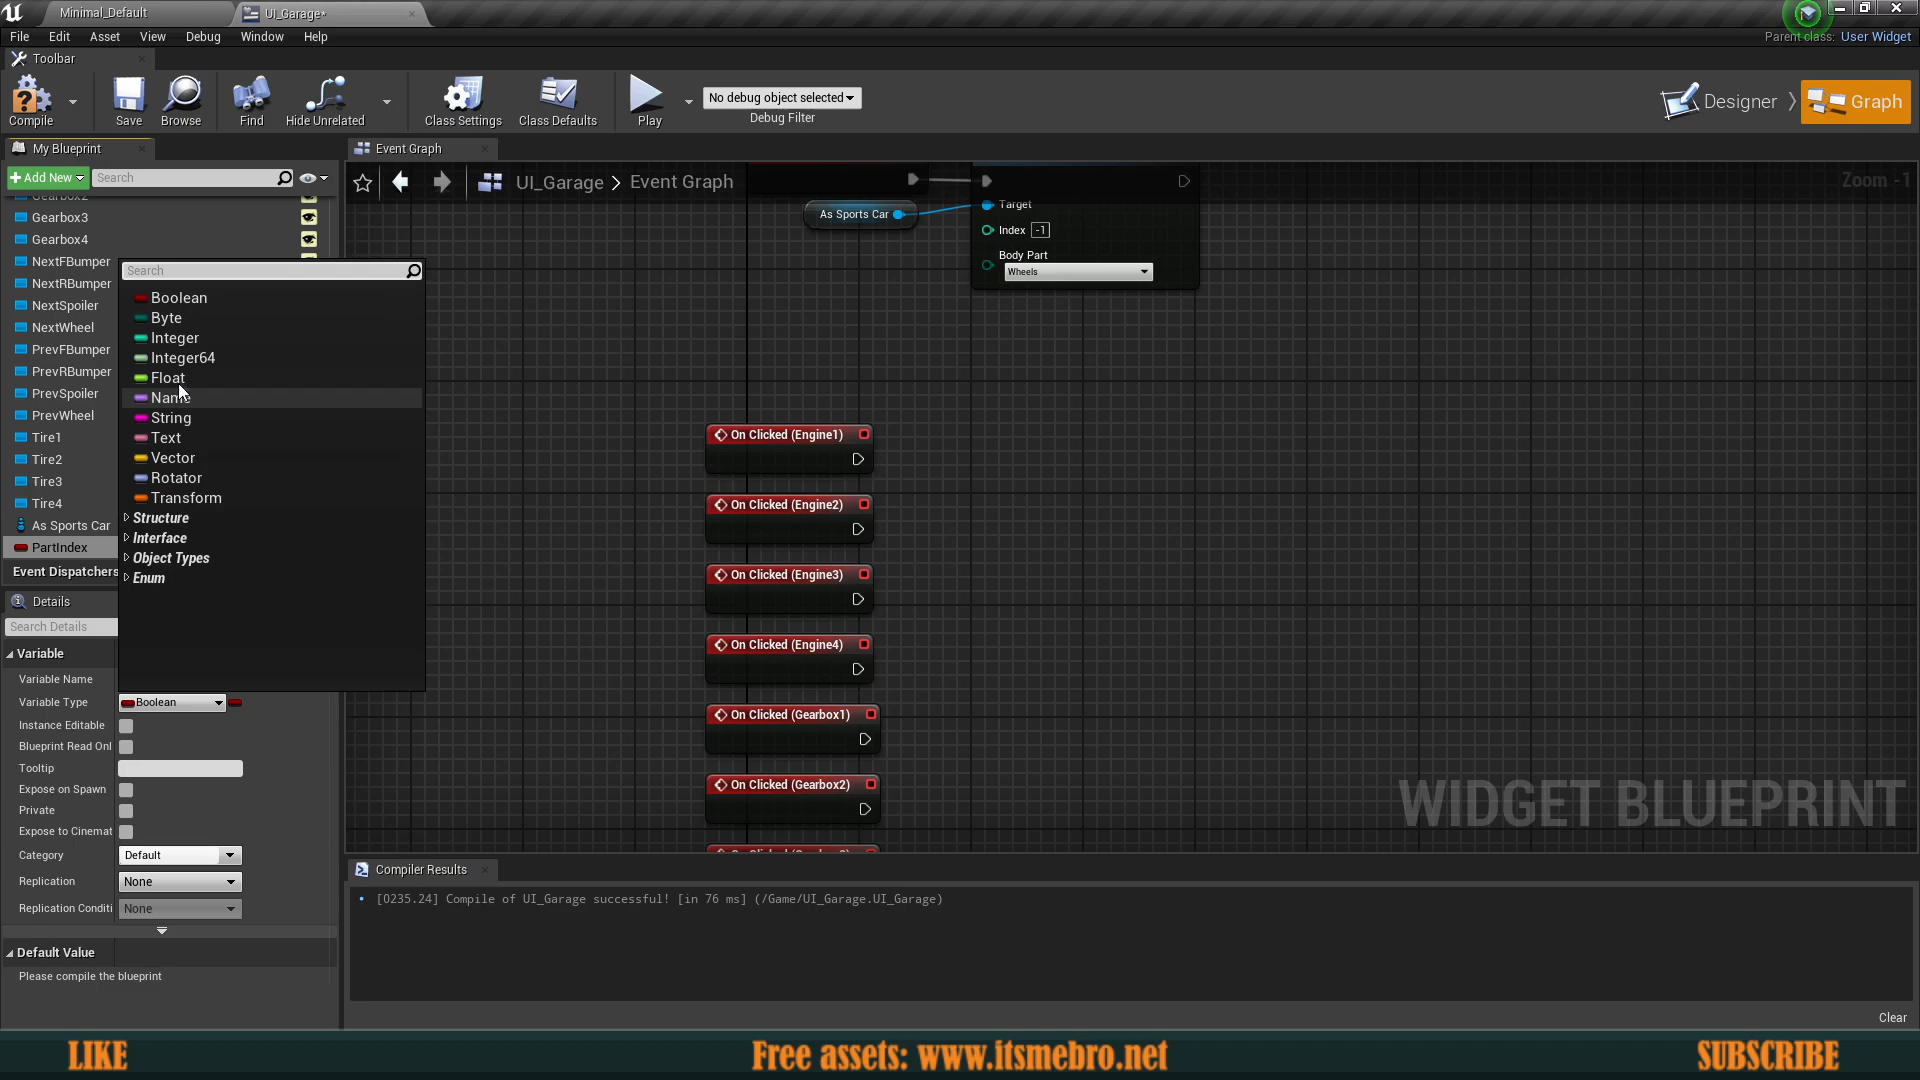 Minimal_Default
UI_Garage*
File
Edit
Asset
View
Debug
Window
Help
Parent class: User Widget
Toolbar
Compile
Save
Browse
Find
Hide Unrelated
Class Settings
Class Defaults
Play
No debug object selected
Debug Filter
Designer
Graph
My Blueprint
Add New
Search
Gearbox2
Gearbox3
Gearbox4
NextFBumper
NextRBumper
NextSpoiler
NextWheel
PrevFBumper
PrevRBumper
PrevSpoiler
PrevWheel
Tire1
Tire2
Tire3
Tire4
As Sports Car
PartIndex
Event Dispatchers
Search
Boolean
Byte
Integer
Integer64
Float
Name
String
Text
Vector
Rotator
Transform
Structure
Interface
Object Types
Enum
Details
Search Details
Variable
Variable Name
Variable Type
Boolean
Instance Editable
Blueprint Read Onl
Tooltip
Expose on Spawn
Private
Expose to Cinemat
Category
Default
Replication
None
Replication Conditi
None
Default Value
Please compile the blueprint
Event Graph
UI_Garage > Event Graph
Zoom -1
As Sports Car
Target
Index -1
Body Part
Wheels
On Clicked (Engine1)
On Clicked (Engine2)
On Clicked (Engine3)
On Clicked (Engine4)
On Clicked (Gearbox1)
On Clicked (Gearbox2)
WIDGET BLUEPRINT
Compiler Results
[0235.24] Compile of UI_Garage successful! [in 76 ms] (/Game/UI_Garage.UI_Garage)
Clear
LIKE
Free assets: www.itsmebro.net
SUBSCRIBE